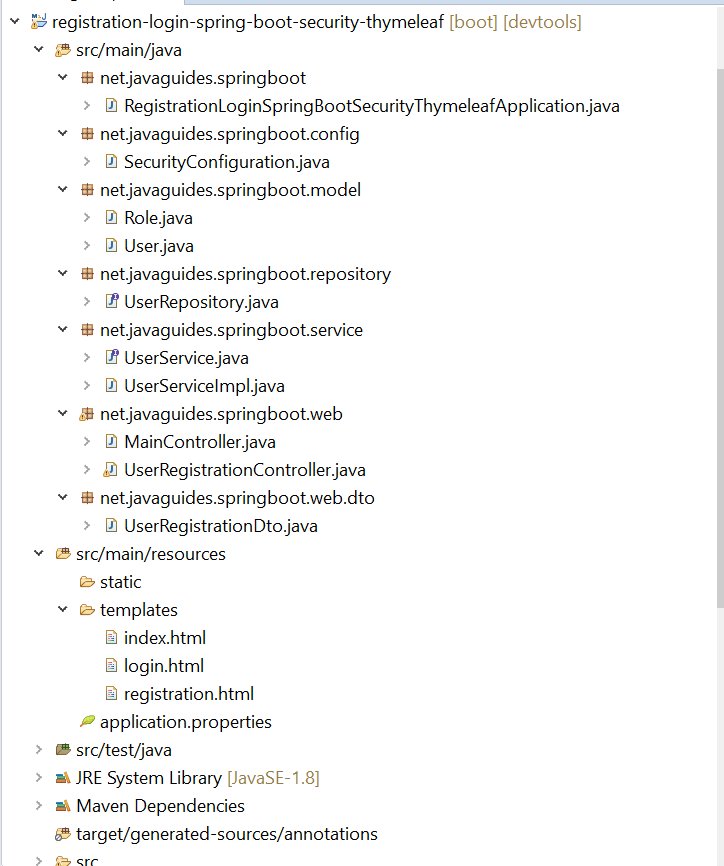 registration-login-spring-boot-security-thymeleaf [boot] [devtools]
src/main/java
net.javaguides.springboot
RegistrationLoginSpringBootSecurityThymeleafApplication.java
net.javaguides.springboot.config
SecurityConfiguration.java
net.javaguides.springboot.model
Role.java
User.java
net.javaguides.springboot.repository
UserRepository.java
net.javaguides.springboot.service
UserService.java
UserServiceImpl.java
net.javaguides.springboot.web
MainController.java
UserRegistrationController.java
net.javaguides.springboot.web.dto
UserRegistrationDto.java
src/main/resources
static
templates
index.html
login.html
registration.html
application.properties
src/test/java
JRE System Library [JavaSE-1.8]
Maven Dependencies
target/generated-sources/annotations
src